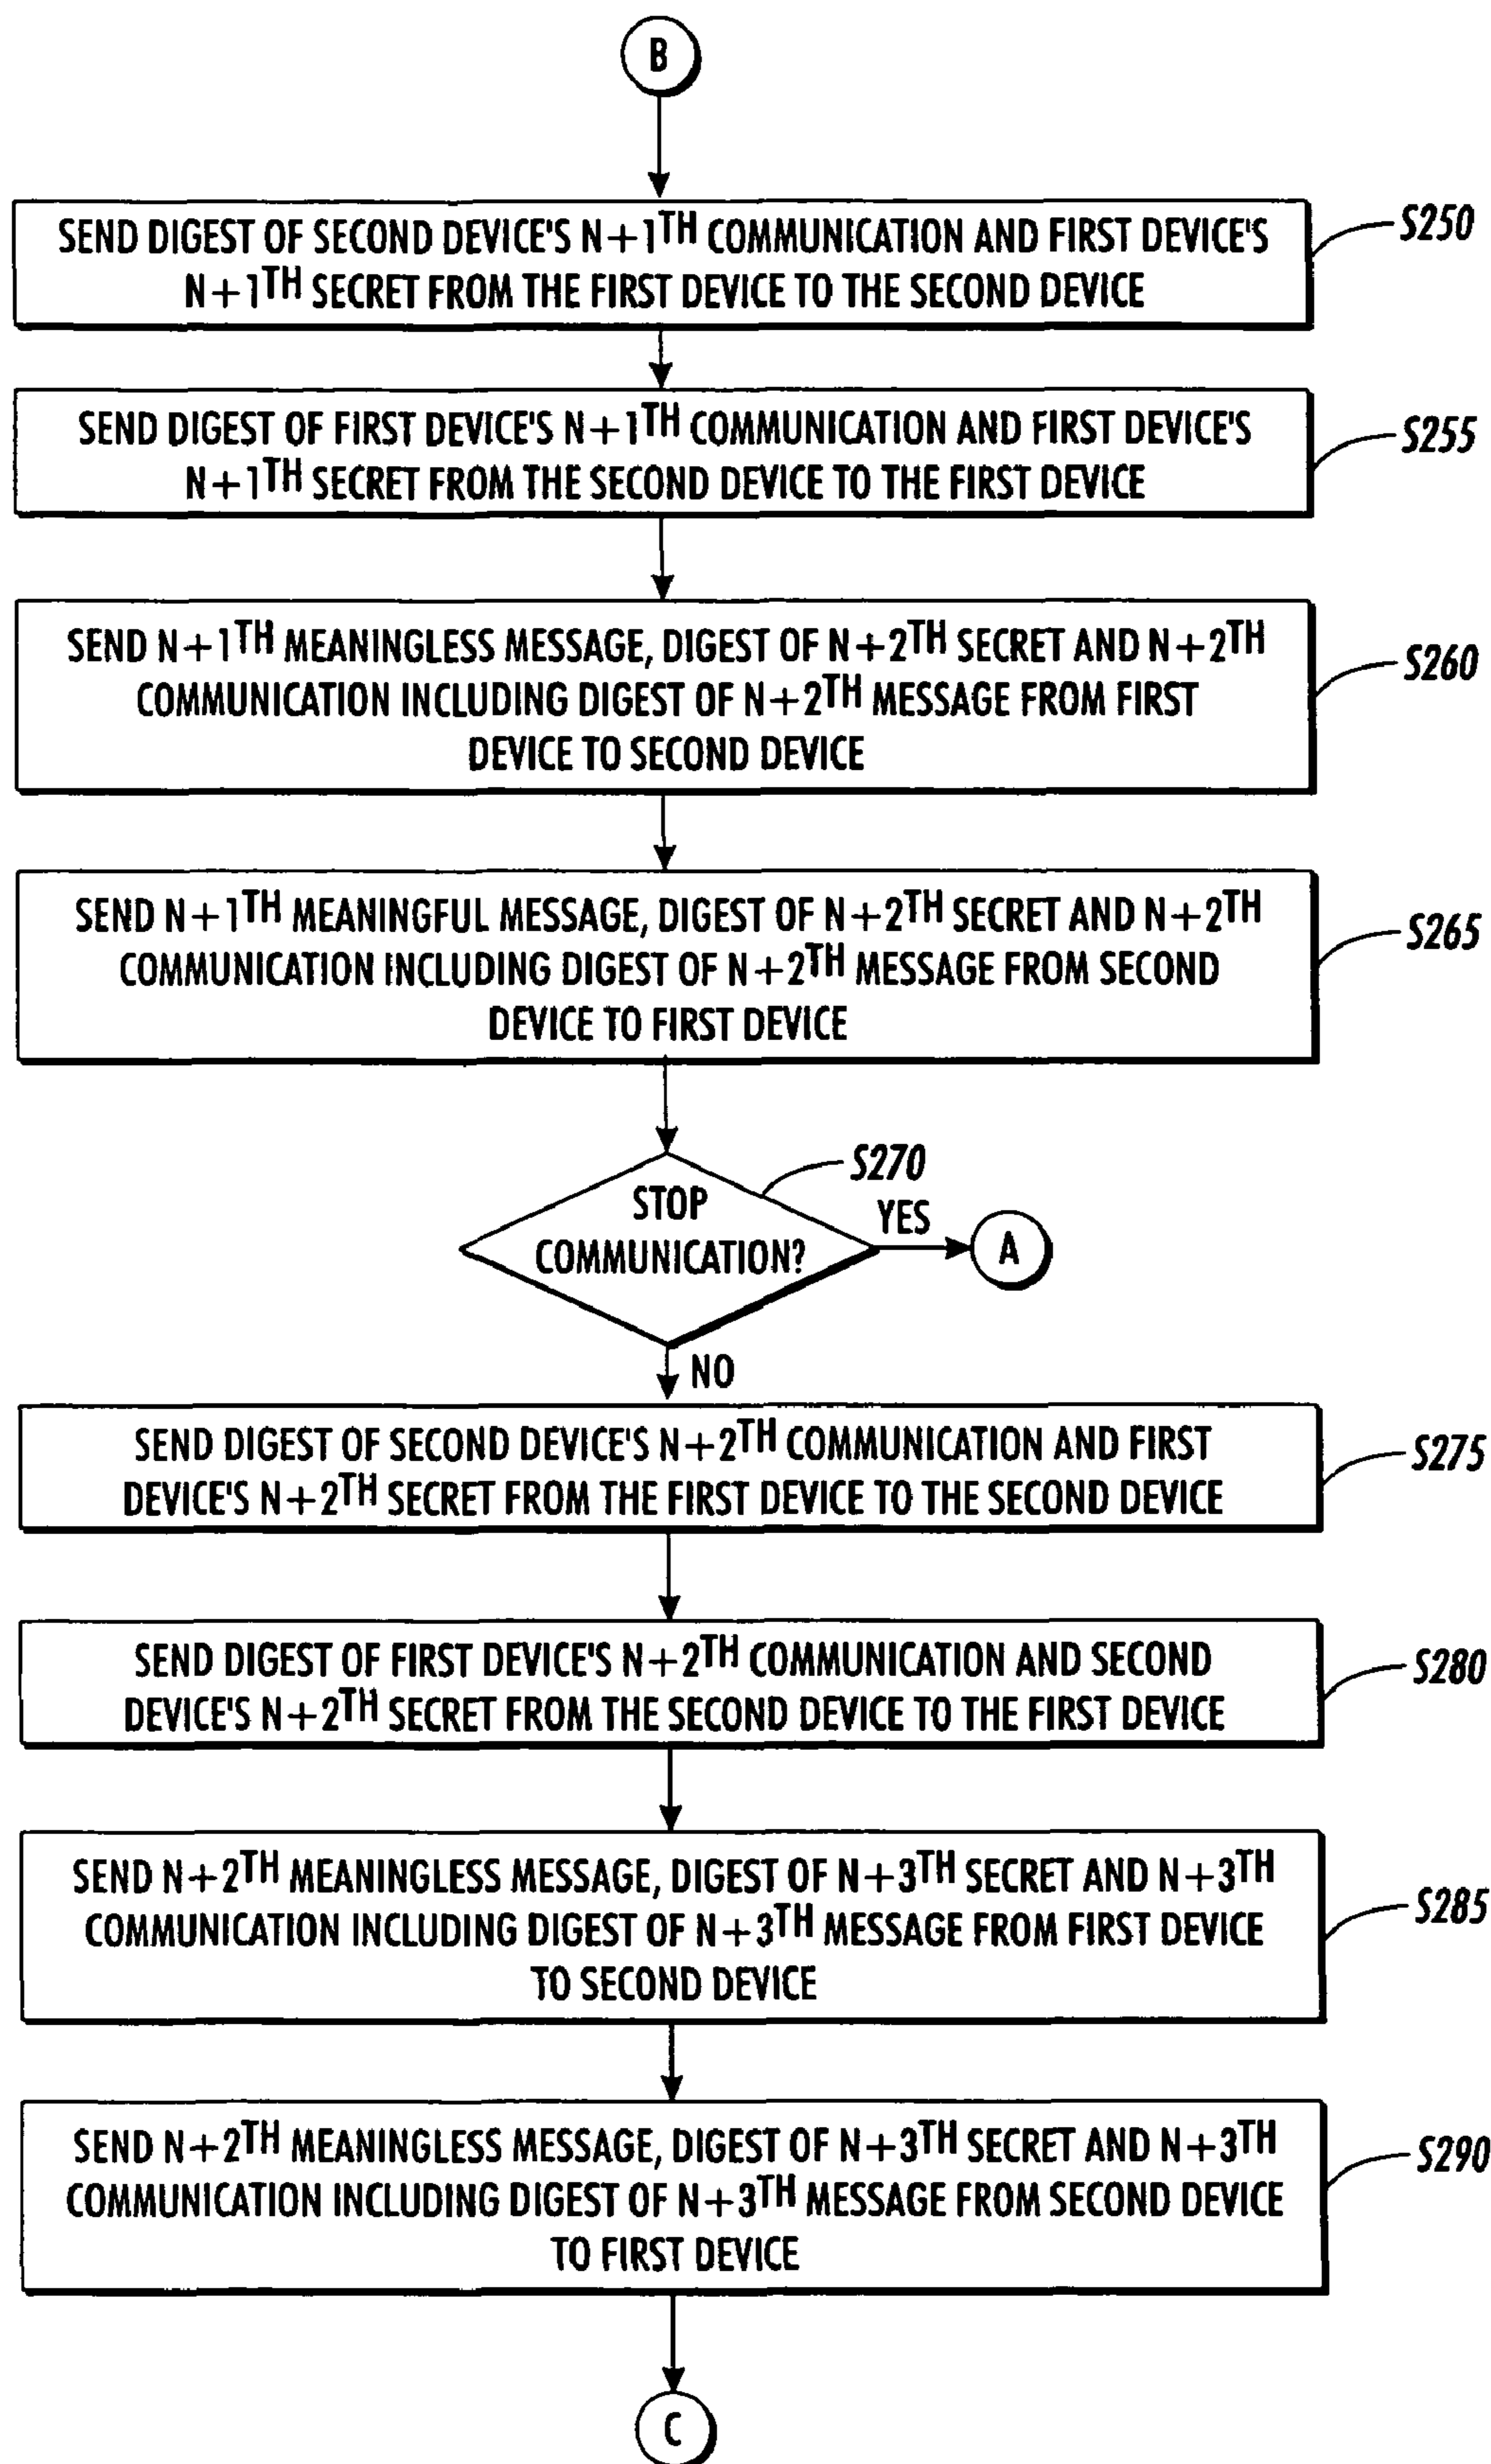 B
SEND DIGEST OF SECOND DEVICE'S N+1TH COMMUNICATION AND FIRST DEVICE'S
N+1TH SECRET FROM THE FIRST DEVICE TO THE SECOND DEVICE
S250
SEND DIGEST OF FIRST DEVICE'S N+1TH COMMUNICATION AND FIRST DEVICE'S
N+1TH SECRET FROM THE SECOND DEVICE TO THE FIRST DEVICE
S255
SEND N+1TH MEANINGLESS MESSAGE, DIGEST OF N+2TH SECRET AND N+2TH
COMMUNICATION INCLUDING DIGEST OF N+2TH MESSAGE FROM FIRST
DEVICE TO SECOND DEVICE
S260
SEND N+1TH MEANINGFUL MESSAGE, DIGEST OF N+2TH SECRET AND N+2TH
COMMUNICATION INCLUDING DIGEST OF N+2TH MESSAGE FROM SECOND
DEVICE TO FIRST DEVICE
S265
S270
STOP
COMMUNICATION?
YES
A
NO
SEND DIGEST OF SECOND DEVICE'S N+2TH COMMUNICATION AND FIRST
DEVICE'S N+2TH SECRET FROM THE FIRST DEVICE TO THE SECOND DEVICE
S275
SEND DIGEST OF FIRST DEVICE'S N+2TH COMMUNICATION AND SECOND
DEVICE'S N+2TH SECRET FROM THE SECOND DEVICE TO THE FIRST DEVICE
S280
SEND N+2TH MEANINGLESS MESSAGE, DIGEST OF N+3TH SECRET AND N+3TH
COMMUNICATION INCLUDING DIGEST OF N+3TH MESSAGE FROM FIRST DEVICE
TO SECOND DEVICE
S285
SEND N+2TH MEANINGLESS MESSAGE, DIGEST OF N+3TH SECRET AND N+3TH
COMMUNICATION INCLUDING DIGEST OF N+3TH MESSAGE FROM SECOND DEVICE
TO FIRST DEVICE
S290
C